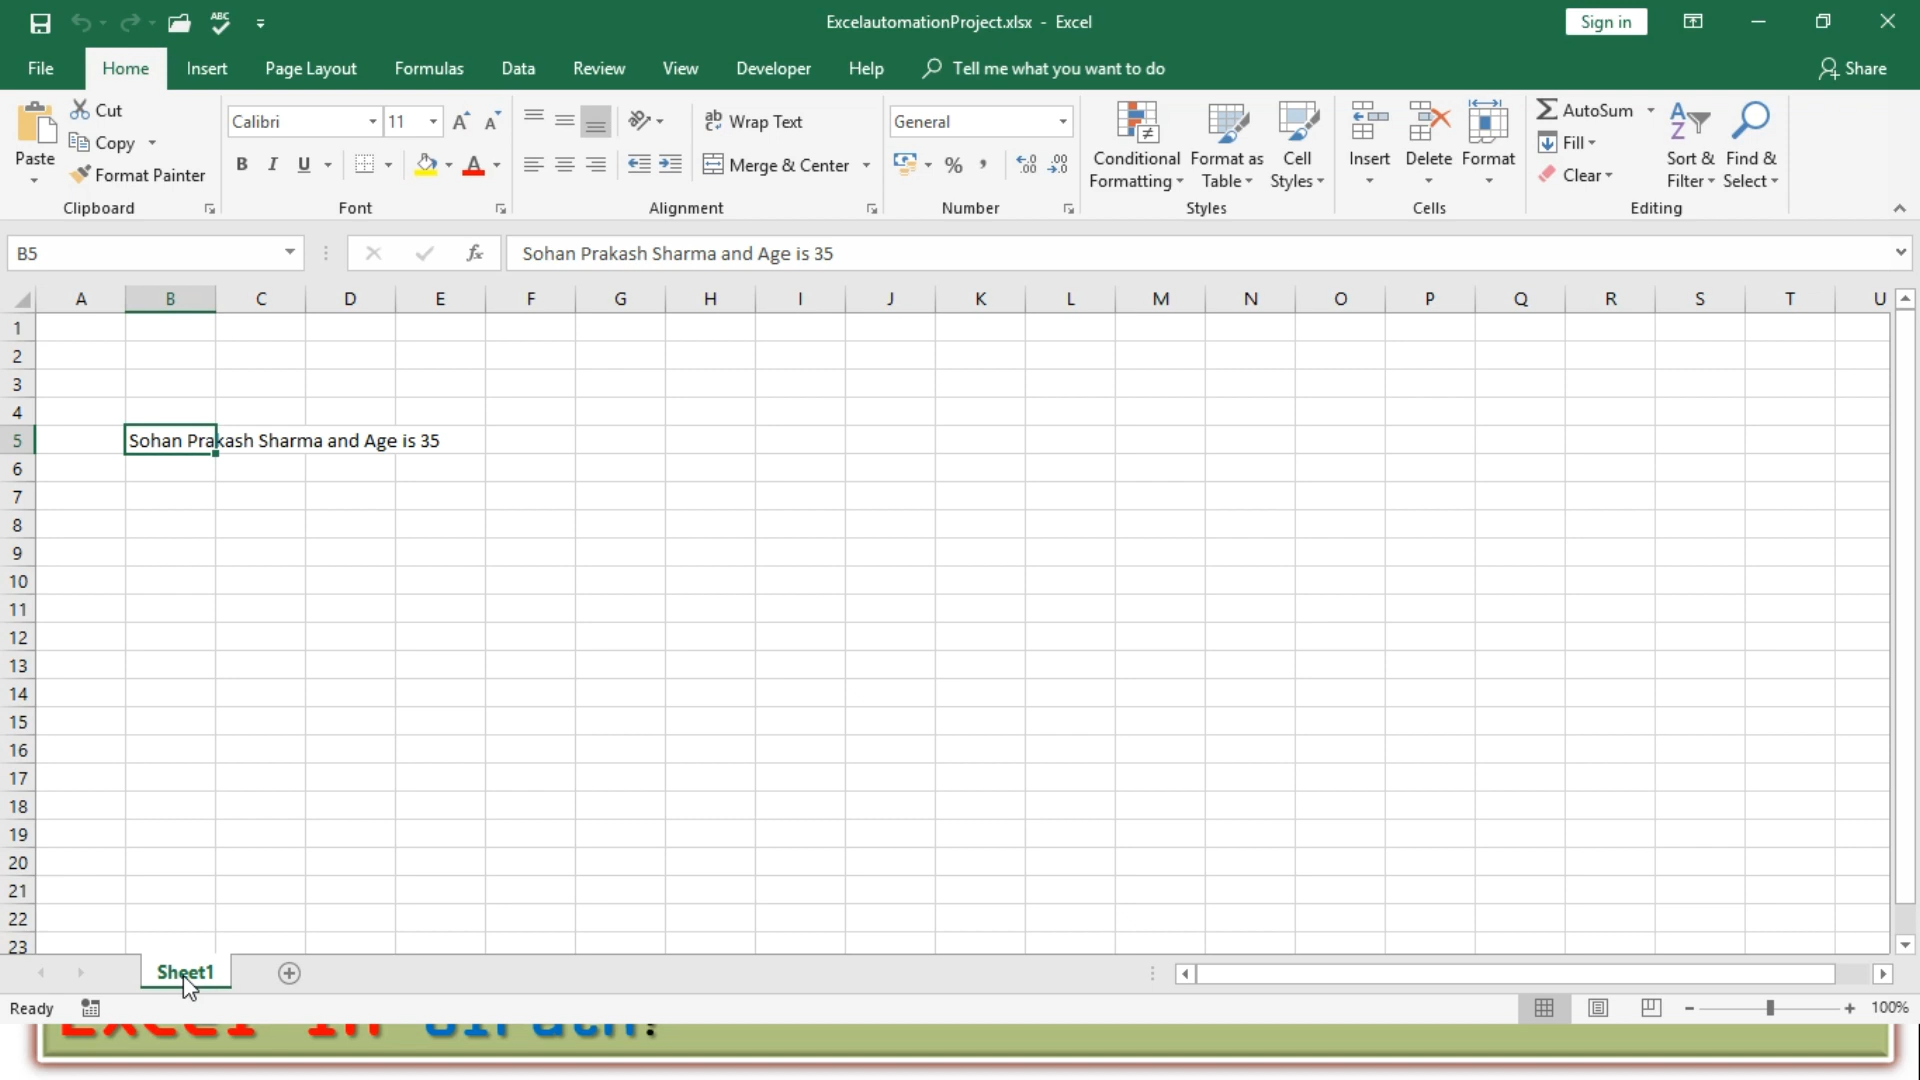 ABC
ExcelautomationProject.xlsx - Excel
Sign in
File Home Insert Page Layout Formulas Data Review View Developer Help Tell me what you want to do Share
Paste
Cut
Copy
Format Painter
Clipboard
Calibri 11
B I U A
Font
Wrap Text
Merge & Center
Alignment
General
%
Number
Conditional Formatting
Format as Table
Cell Styles
Styles
Insert Delete Format
Cells
AutoSum
Fill
Clear
Sort & Filter
Find & Select
Editing
B5 fx Sohan Prakash Sharma and Age is 35
A B C D E F G H I J K L M N O P Q R S T U
1
2
3
4
5 Sohan Prakash Sharma and Age is 35
6
7
8
9
10
11
12
13
14
15
16
17
18
19
20
21
22
23
Sheet1
Ready 100%
Excel in